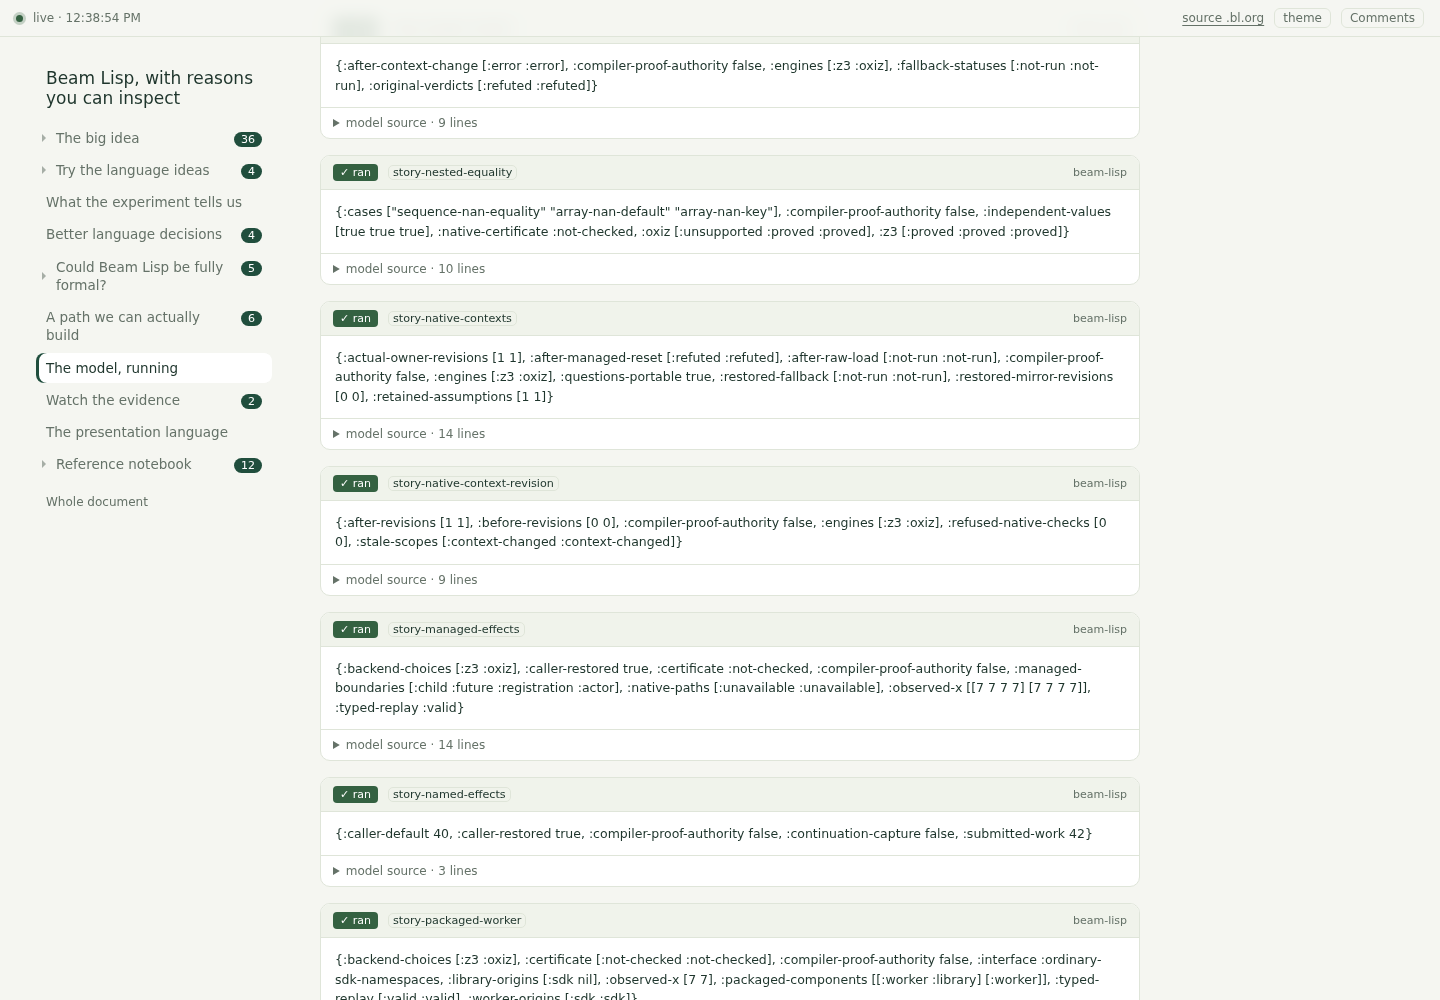 live · 12:38:54 PM
source .bl.org
theme
Comments
Beam Lisp, with reasons
you can inspect
The big idea
36
Try the language ideas
4
What the experiment tells us
Better language decisions
4
Could Beam Lisp be fully
formal?
5
A path we can actually
build
6
The model, running
Watch the evidence
2
The presentation language
Reference notebook
12
Whole document
{:after-context-change [:error :error], :compiler-proof-authority false, :engines [:z3 :oxiz], :fallback-statuses [:not-run :not-
run], :original-verdicts [:refuted :refuted]}
model source · 9 lines
✓ ran
story-nested-equality
beam-lisp
{:cases ["sequence-nan-equality" "array-nan-default" "array-nan-key"], :compiler-proof-authority false, :independent-values
[true true true], :native-certificate :not-checked, :oxiz [:unsupported :proved :proved], :z3 [:proved :proved :proved]}
model source · 10 lines
✓ ran
story-native-contexts
beam-lisp
{:actual-owner-revisions [1 1], :after-managed-reset [:refuted :refuted], :after-raw-load [:not-run :not-run], :compiler-proof-
authority false, :engines [:z3 :oxiz], :questions-portable true, :restored-fallback [:not-run :not-run], :restored-mirror-revisions
[0 0], :retained-assumptions [1 1]}
model source · 14 lines
✓ ran
story-native-context-revision
beam-lisp
{:after-revisions [1 1], :before-revisions [0 0], :compiler-proof-authority false, :engines [:z3 :oxiz], :refused-native-checks [0
0], :stale-scopes [:context-changed :context-changed]}
model source · 9 lines
✓ ran
story-managed-effects
beam-lisp
{:backend-choices [:z3 :oxiz], :caller-restored true, :certificate :not-checked, :compiler-proof-authority false, :managed-
boundaries [:child :future :registration :actor], :native-paths [:unavailable :unavailable], :observed-x [[7 7 7 7] [7 7 7 7]],
:typed-replay :valid}
model source · 14 lines
✓ ran
story-named-effects
beam-lisp
{:caller-default 40, :caller-restored true, :compiler-proof-authority false, :continuation-capture false, :submitted-work 42}
model source · 3 lines
✓ ran
story-packaged-worker
beam-lisp
{:backend-choices [:z3 :oxiz], :certificate [:not-checked :not-checked], :compiler-proof-authority false, :interface :ordinary-
sdk-namespaces, :library-origins [:sdk nil], :observed-x [7 7], :packaged-components [[:worker :library] [:worker]], :typed-
replay [:valid :valid], :worker-origins [:sdk :sdk]}